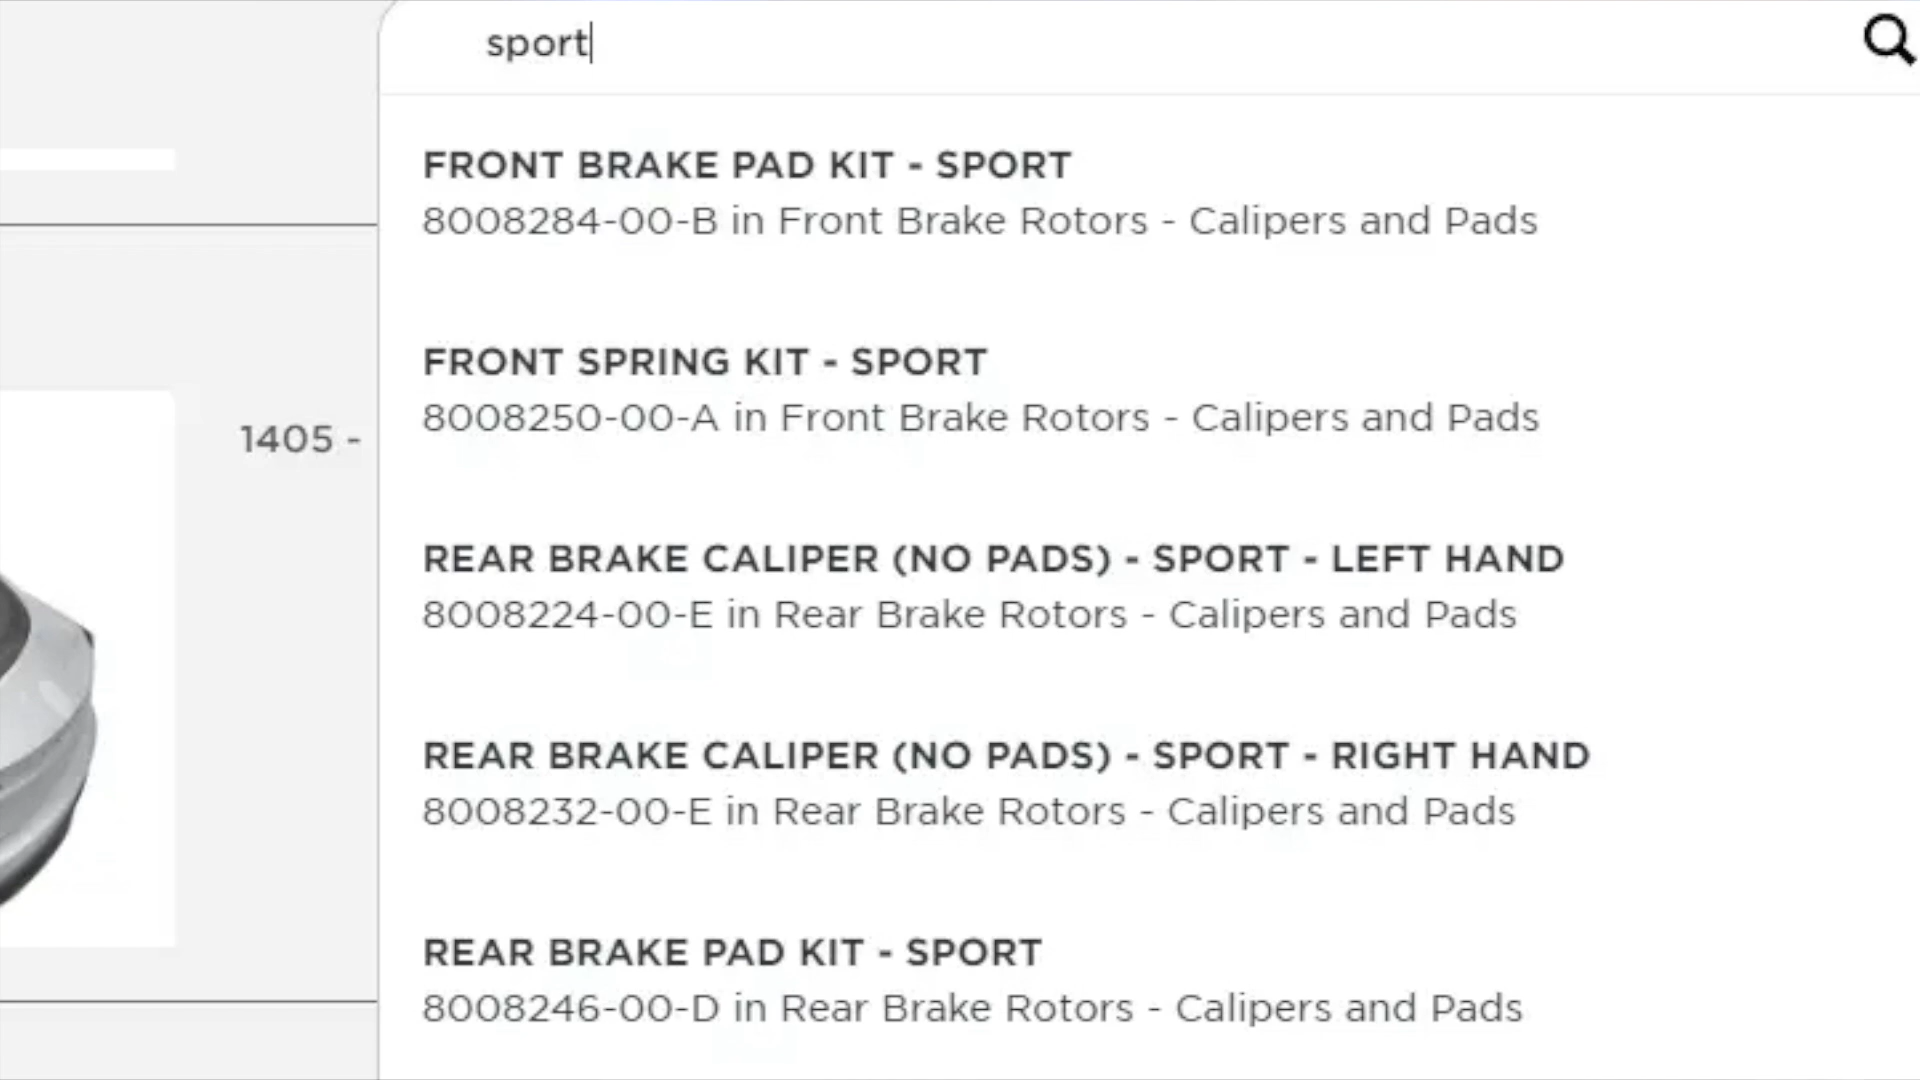 sport
FRONT BRAKE PAD KIT - SPORT
8008284-00-B in Front Brake Rotors - Calipers and Pads
FRONT SPRING KIT - SPORT
8008250-00-A in Front Brake Rotors - Calipers and Pads
1405 -
REAR BRAKE CALIPER (NO PADS) - SPORT - LEFT HAND
8008224-00-E in Rear Brake Rotors - Calipers and Pads
REAR BRAKE CALIPER (NO PADS) - SPORT - RIGHT HAND
8008232-00-E in Rear Brake Rotors - Calipers and Pads
REAR BRAKE PAD KIT - SPORT
8008246-00-D in Rear Brake Rotors - Calipers and Pads